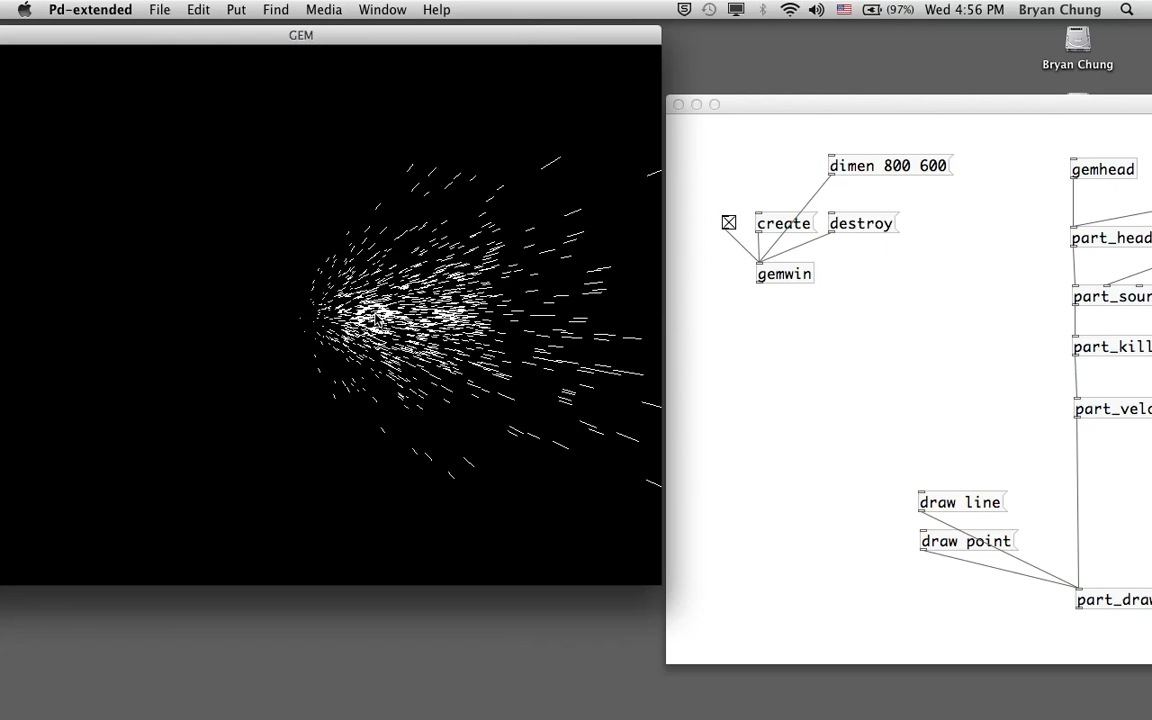 Pd-extended File Edit Put Find Media Window Help (97%) Wed 4:56 PM Bryan Chung
GEM
Bryan Chung
dimen 800 600
gemhead
create
destroy
part_head
gemwin
part_sour
part_kill
part_velo
draw line
draw point
part_draw